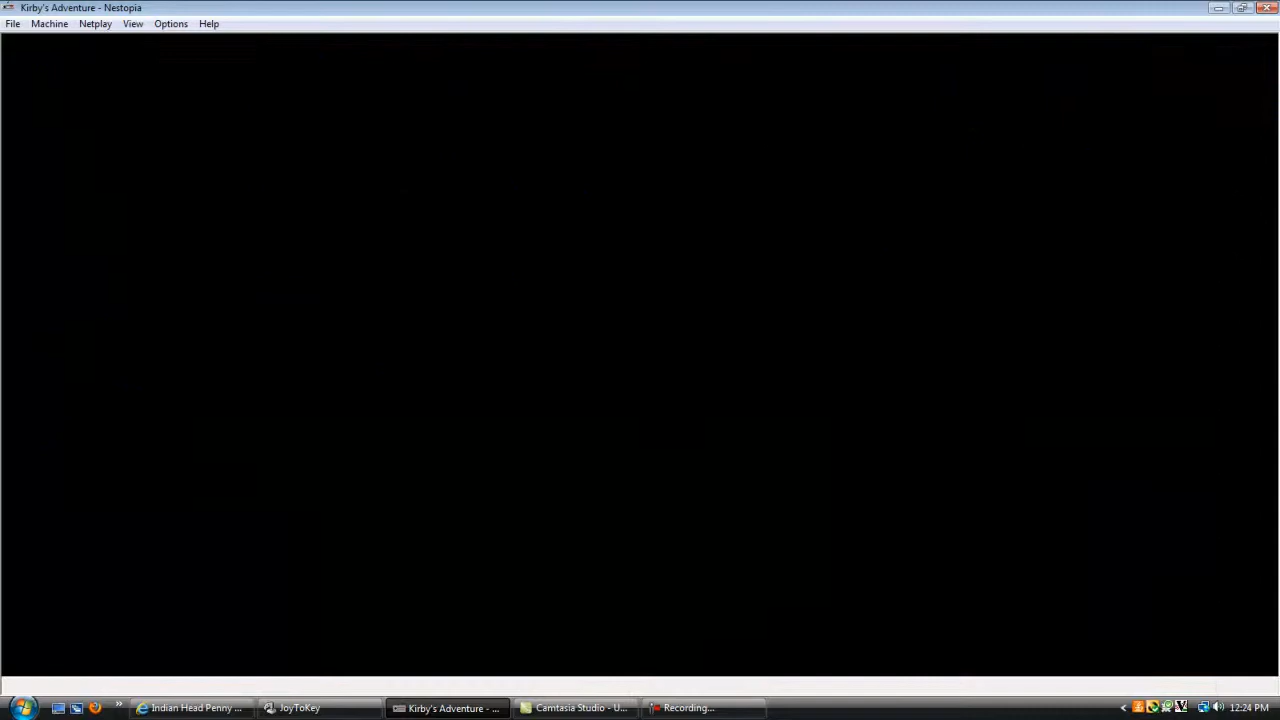 Kirby's Adventure - Nestopia
File Machine Netplay View Options Help
Indian Head Penny ... JoyToKey Kirby's Adventure - ... Camtasia Studio - U... Recording... 12:24 PM